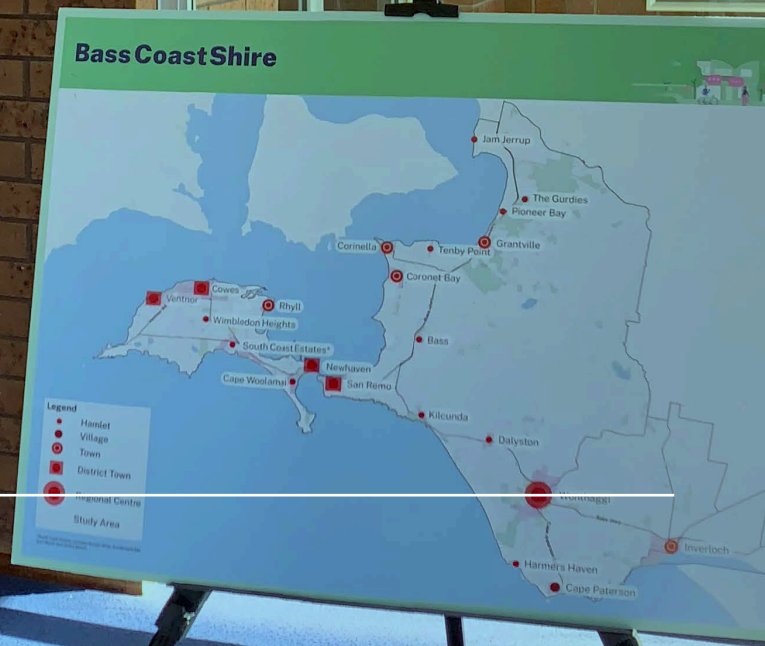 Bass Coast Shire
Jam Jerrup
The Gurdies
Pioneer Bay
Corinella
Tenby Point
Grantville
Coronet Bay
Cowes
Ventnor
Rhyll
Wimbledon Heights
South Coast Estates*
Bass
Newhaven
Cape Woolamai
San Remo
Kilcunda
Dalyston
Wonthaggi
Inverloch
Harmers Haven
Cape Paterson
Legend
Hamlet
Village
Town
District Town
Regional Centre
Study Area